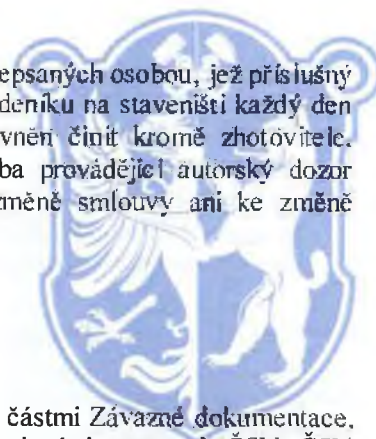 epsaných osobou, jež příslušný
deníku na staveništi každý den
vněn činit kromě zhotovitele,
ba provádějící autorský dozor
změně smlouvy ani ke změně
částmi Závazné dokumentace,